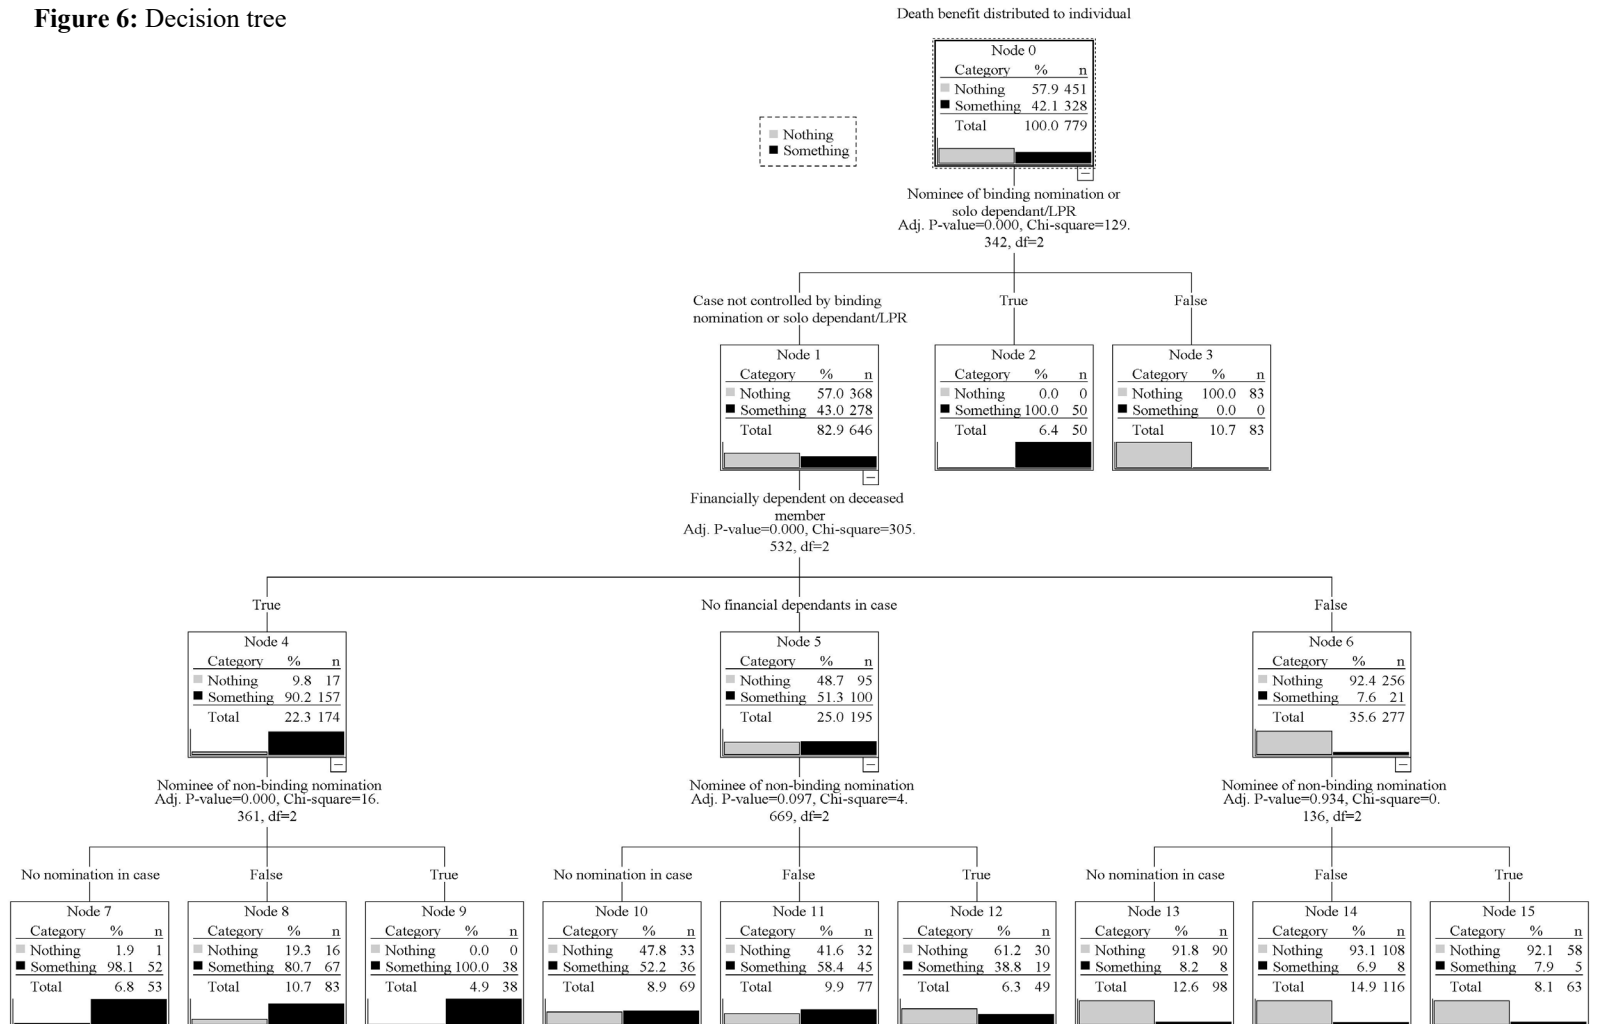 Figure 6: Decision tree
Death benefit distributed to individual
Node 0
Category % n
Nothing 57.9 451
Something 42.1 328
Total 100.0 779
Nothing
Something
Nominee of binding nomination or
solo dependant/LPR
Adj. P-value=0.000, Chi-square=129.
342, df=2
Case not controlled by binding
nomination or solo dependant/LPR
True
False
Node 1
Category % n
Nothing 57.0 368
Something 43.0 278
Total 82.9 646
Node 2
Category % n
Nothing 0.0 0
Something 100.0 50
Total 6.4 50
Node 3
Category % n
Nothing 100.0 83
Something 0.0 0
Total 10.7 83
Financially dependent on deceased
member
Adj. P-value=0.000, Chi-square=305.
532, df=2
True
No financial dependants in case
False
Node 4
Category % n
Nothing 9.8 17
Something 90.2 157
Total 22.3 174
Node 5
Category % n
Nothing 48.7 95
Something 51.3 100
Total 25.0 195
Node 6
Category % n
Nothing 92.4 256
Something 7.6 21
Total 35.6 277
Nominee of non-binding nomination
Adj. P-value=0.000, Chi-square=16.
361, df=2
Nominee of non-binding nomination
Adj. P-value=0.097, Chi-square=4.
669, df=2
Nominee of non-binding nomination
Adj. P-value=0.934, Chi-square=0.
136, df=2
No nomination in case
False
True
No nomination in case
False
True
No nomination in case
False
True
Node 7
Category % n
Nothing 1.9 1
Something 98.1 52
Total 6.8 53
Node 8
Category % n
Nothing 19.3 16
Something 80.7 67
Total 10.7 83
Node 9
Category % n
Nothing 0.0 0
Something 100.0 38
Total 4.9 38
Node 10
Category % n
Nothing 47.8 33
Something 52.2 36
Total 8.9 69
Node 11
Category % n
Nothing 41.6 32
Something 58.4 45
Total 9.9 77
Node 12
Category % n
Nothing 61.2 30
Something 38.8 19
Total 6.3 49
Node 13
Category % n
Nothing 91.8 90
Something 8.2 8
Total 12.6 98
Node 14
Category % n
Nothing 93.1 108
Something 6.9 8
Total 14.9 116
Node 15
Category % n
Nothing 92.1 58
Something 7.9 5
Total 8.1 63